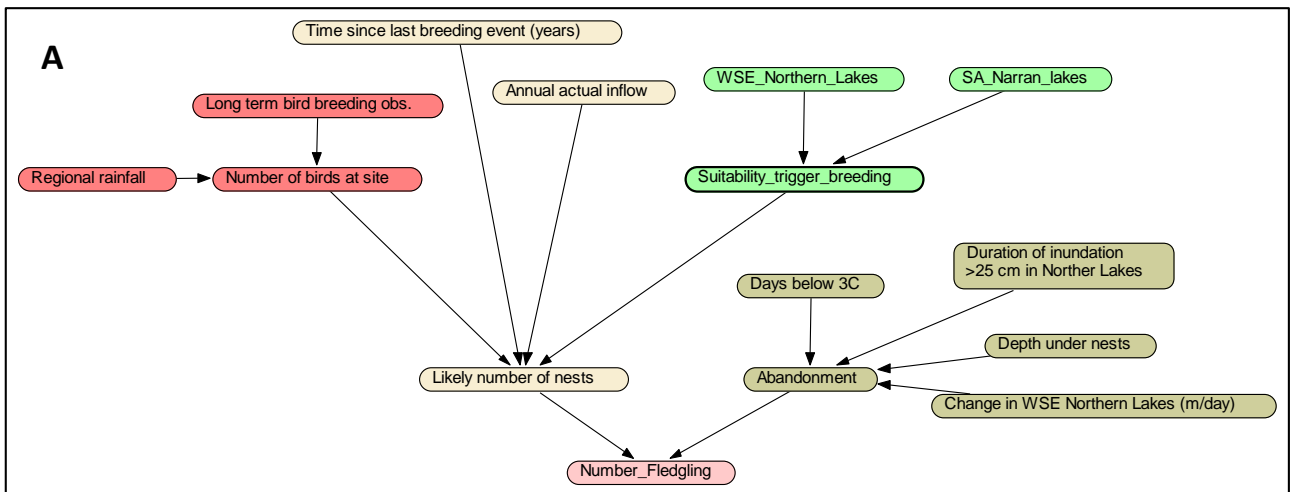 A
Time since last breeding event (years)
WSE_Northern_Lakes
SA_Narran_lakes
Annual actual inflow
Long term bird breeding obs.
Regional rainfall
Number of birds at site
Suitability_trigger_breeding
Duration of inundation
>25 cm in Norther Lakes
Days below 3C
Depth under nests
Likely number of nests
Abandonment
Change in WSE Northern Lakes (m/day)
Number_Fledgling